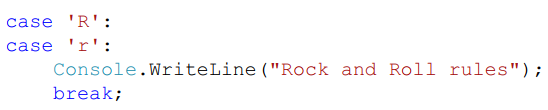 case 'R':
case 'r':
    Console.WriteLine("Rock and Roll rules");
    break;